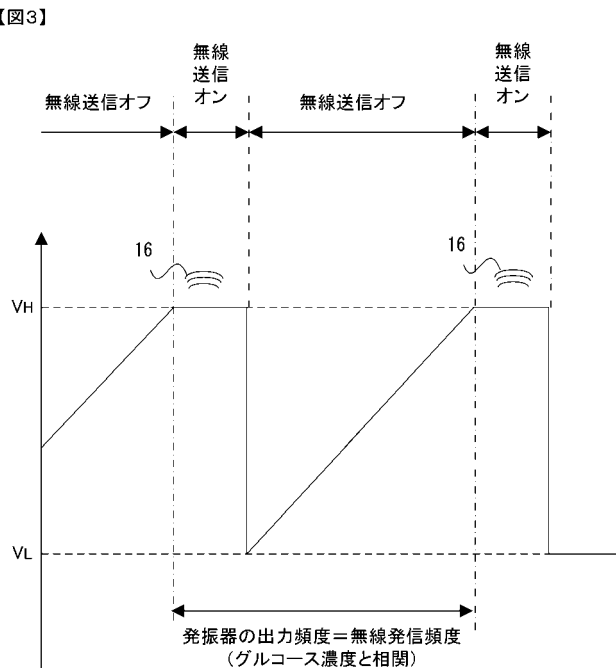 【図3】
無線
送信
オン
無線
送信
オン
無線送信オフ
無線送信オフ
16
16
VH
VL
発振器の出力頻度＝無線発信頻度
(グルコース濃度と相関)